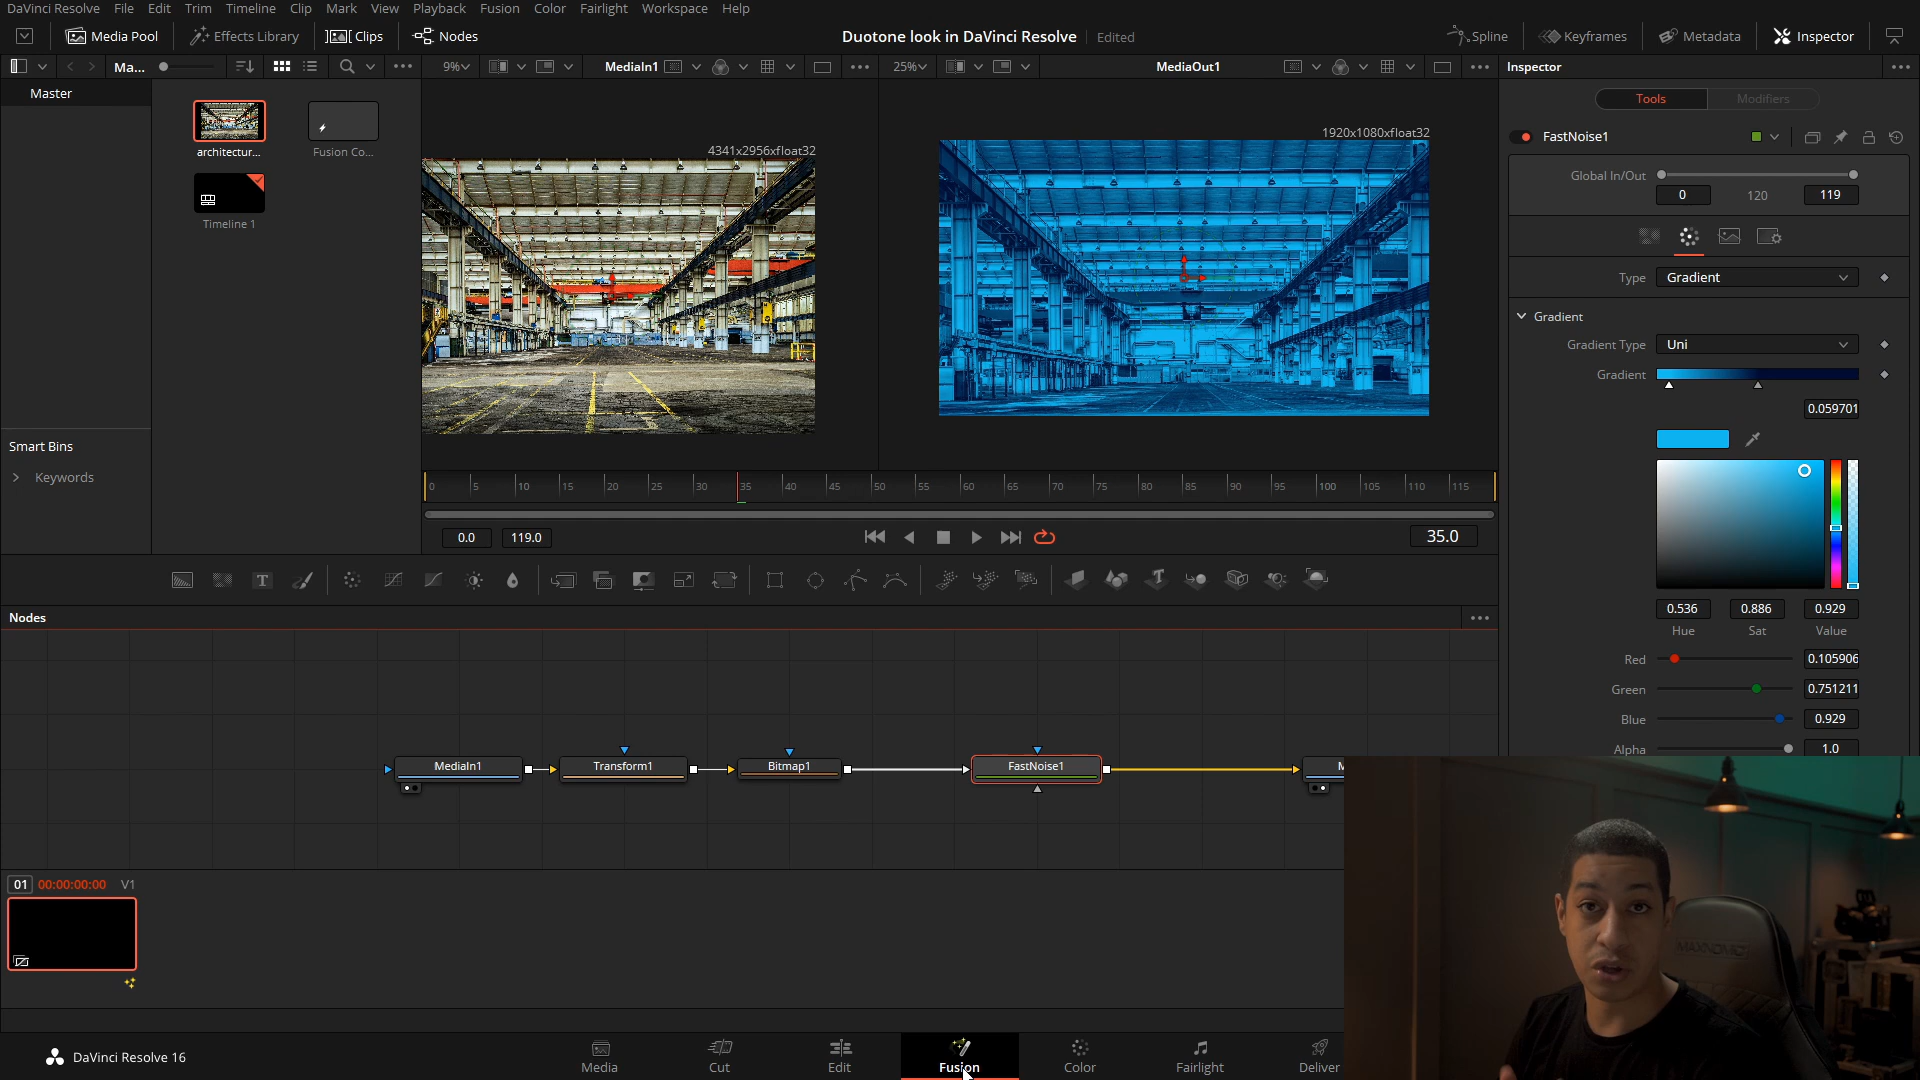 DaVinci Resolve File Edit Trim Timeline Clip Mark View Playback Fusion Color Fairlight Workspace Help
Media Pool Effects Library Clips Nodes Duotone look in DaVinci Resolve Edited Spline Keyframes Metadata Inspector
Ma... 9% MediaIn1 25% MediaOut1 Inspector
Master
Tools Modifiers
architectur... Fusion Co...
Timeline 1
4341x2956xfloat32
1920x1080xfloat32
FastNoise1
Global In/Out
0 120 119
Type Gradient
Gradient
Gradient Type Uni
Gradient
0.059701
Smart Bins
Keywords
0 5 10 15 20 25 30 35 40 45 50 55 60 65 70 75 80 85 90 95 100 105 110 115
0.0 119.0 35.0
T
0.536 0.886 0.929
Hue Sat Value
Red 0.105906
Green 0.751211
Blue 0.929
Alpha 1.0
Nodes
MediaIn1 Transform1 Bitmap1 FastNoise1 M
01 00:00:00:00 V1
MAXNOMIC
DaVinci Resolve 16
Media Cut Edit Fusion Color Fairlight Deliver